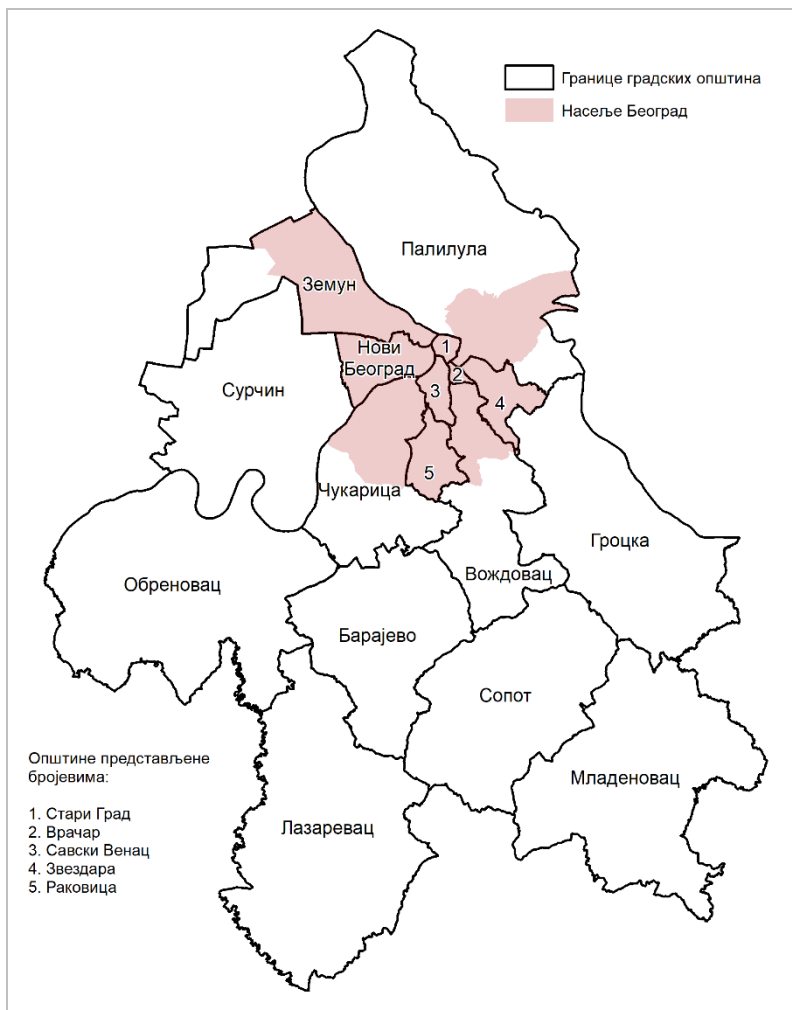 Границе градских општина
Насеље Београд
Палилула
Земун
1
Нови
Београд
2
3
4
Сурчин
5
Чукарица
Гроцка
Вождовац
Обреновац
Барајево
Сопот
Младеновац
Лазаревац
Општине представљене
бројевима:
1. Стари Град
2. Врачар
3. Савски Венац
4. Звездара
5. Раковица